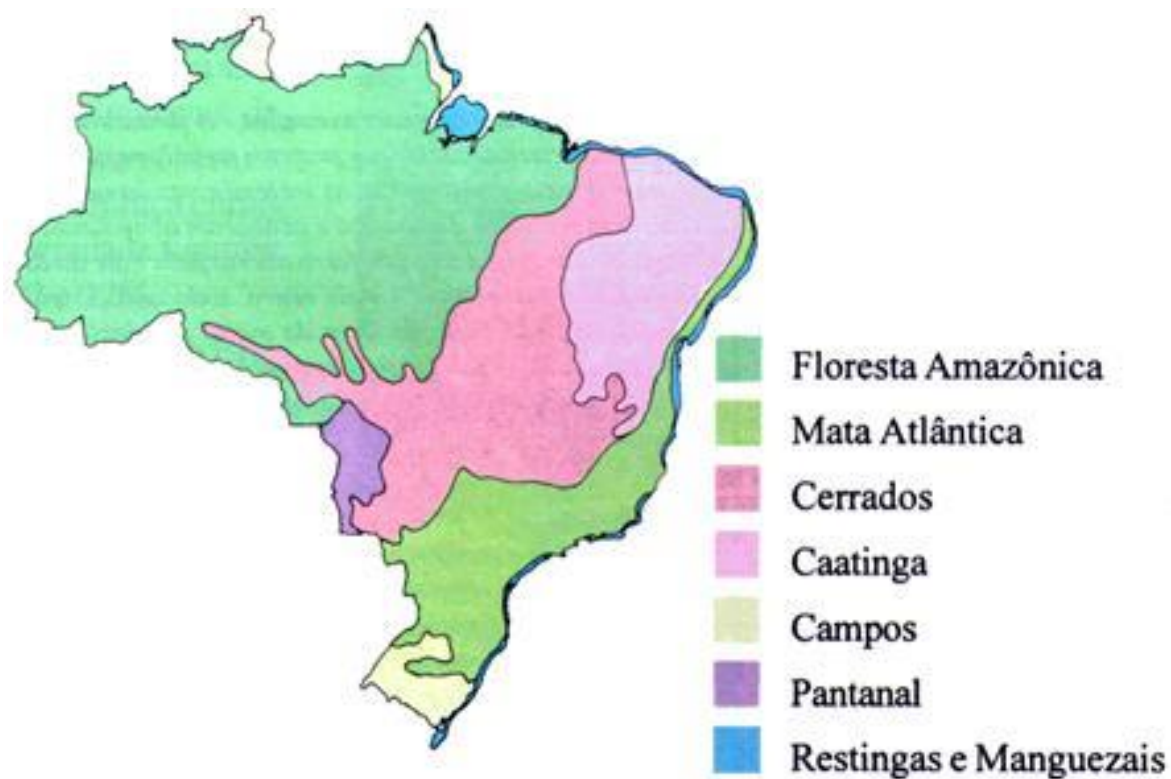 Floresta Amazônica
Mata Atlântica
Cerrados
Caatinga
Campos
Pantanal
Restingas e Manguezais